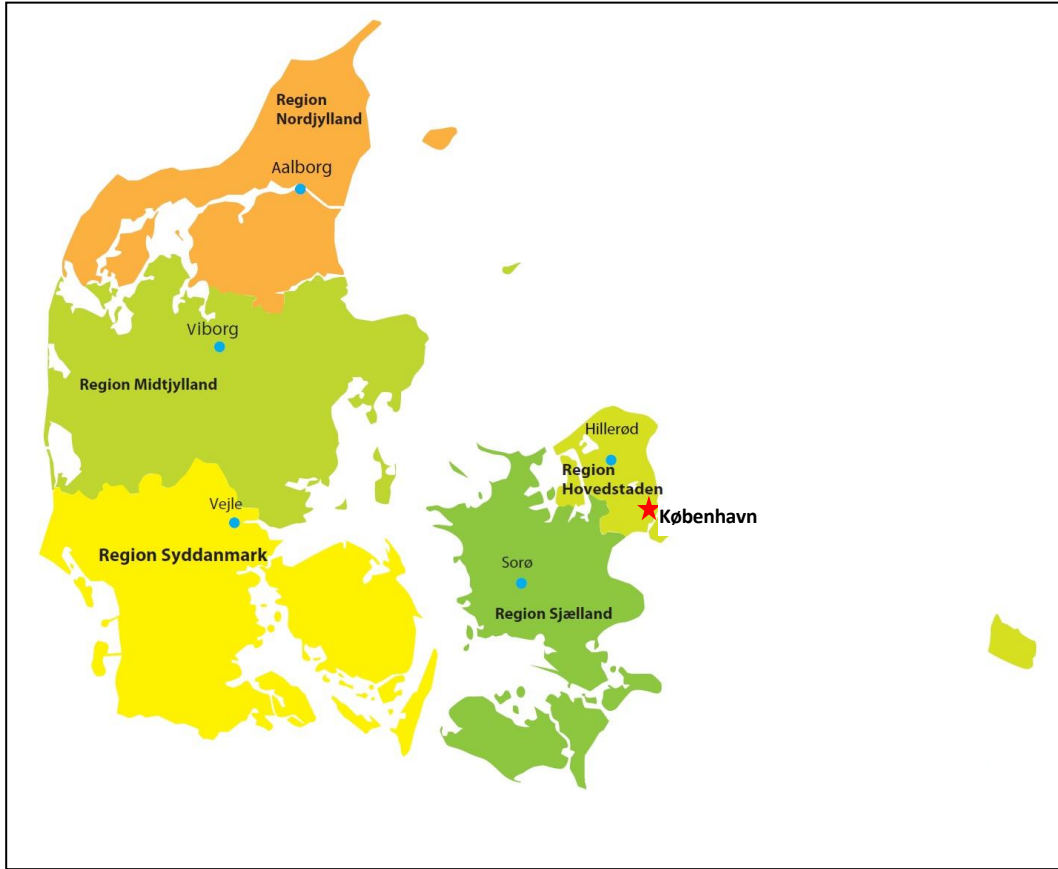 Region
Nordjylland
Aalborg
Viborg
Region Midtjylland
Hillerød
Region
Hovedstaden
Vejle
København
Region Syddanmark
Sorø
Region Sjælland